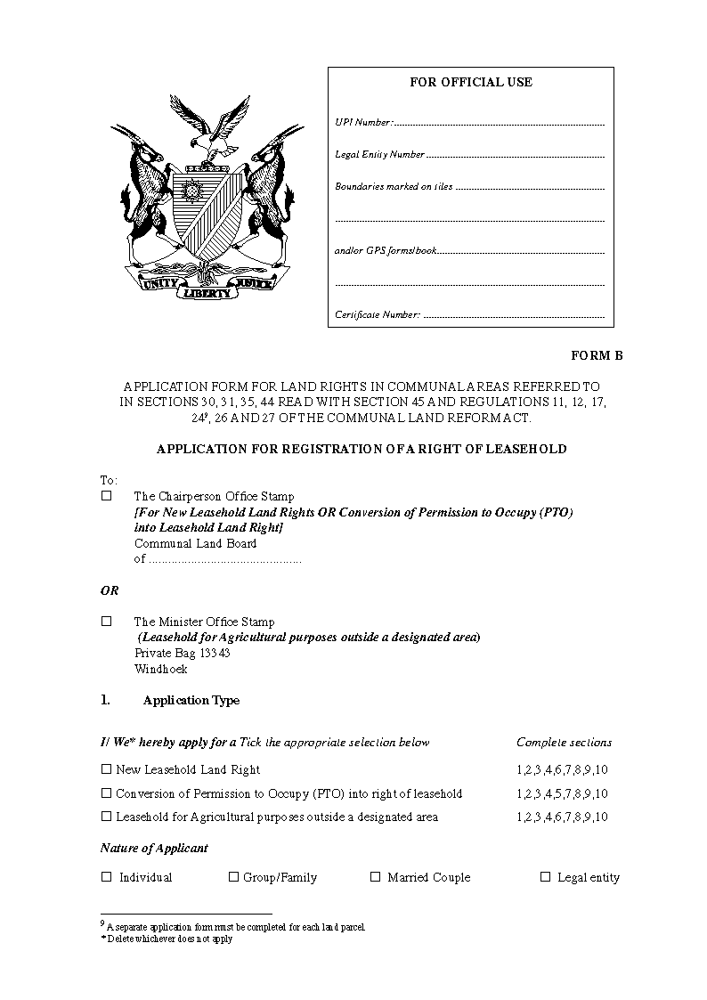 FOR OFFICIAL USE
UPI Number:................................................................................
Legal Entity Number ....................................................................
Boundaries marked on tiles .........................................................
.....................................................................................................
and/or GPS forms/book...............................................................
.....................................................................................................
Certificate Number: ....................................................................
UNITY LIBERTY JUSTICE
FORM B
APPLICATION FORM FOR LAND RIGHTS IN COMMUNAL AREAS REFERRED TO
IN SECTIONS 30, 31, 35, 44 READ WITH SECTION 45 AND REGULATIONS 11, 12, 17,
24⁹, 26 AND 27 OF THE COMMUNAL LAND REFORM ACT.
APPLICATION FOR REGISTRATION OF A RIGHT OF LEASEHOLD
To:
☐ The Chairperson Office Stamp
[For New Leasehold Land Rights OR Conversion of Permission to Occupy (PTO)
into Leasehold Land Right]
Communal Land Board
of ...............................................
OR
☐ The Minister Office Stamp
(Leasehold for Agricultural purposes outside a designated area)
Private Bag 13343
Windhoek
1. Application Type
I/ We* hereby apply for a Tick the appropriate selection below Complete sections
☐ New Leasehold Land Right 1,2,3,4,6,7,8,9,10
☐ Conversion of Permission to Occupy (PTO) into right of leasehold 1,2,3,4,5,7,8,9,10
☐ Leasehold for Agricultural purposes outside a designated area 1,2,3,4,6,7,8,9,10
Nature of Applicant
☐ Individual ☐ Group/Family ☐ Married Couple ☐ Legal entity
⁹ A separate application form must be completed for each land parcel.
* Delete whichever does not apply